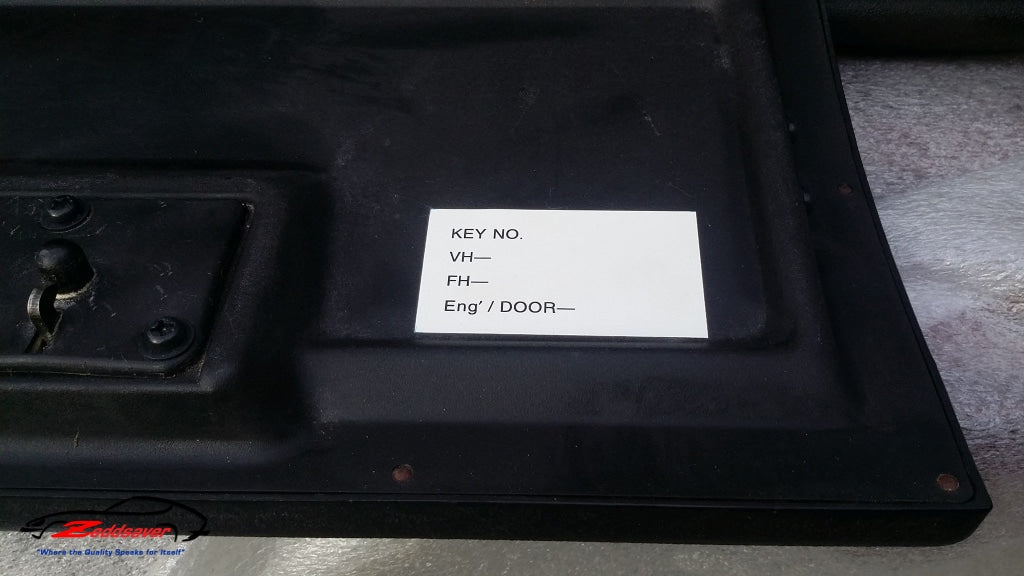 KEY NO.
VH—
FH—
Eng' / DOOR—
Zeddsaver
"Where the Quality Speaks for Itself"